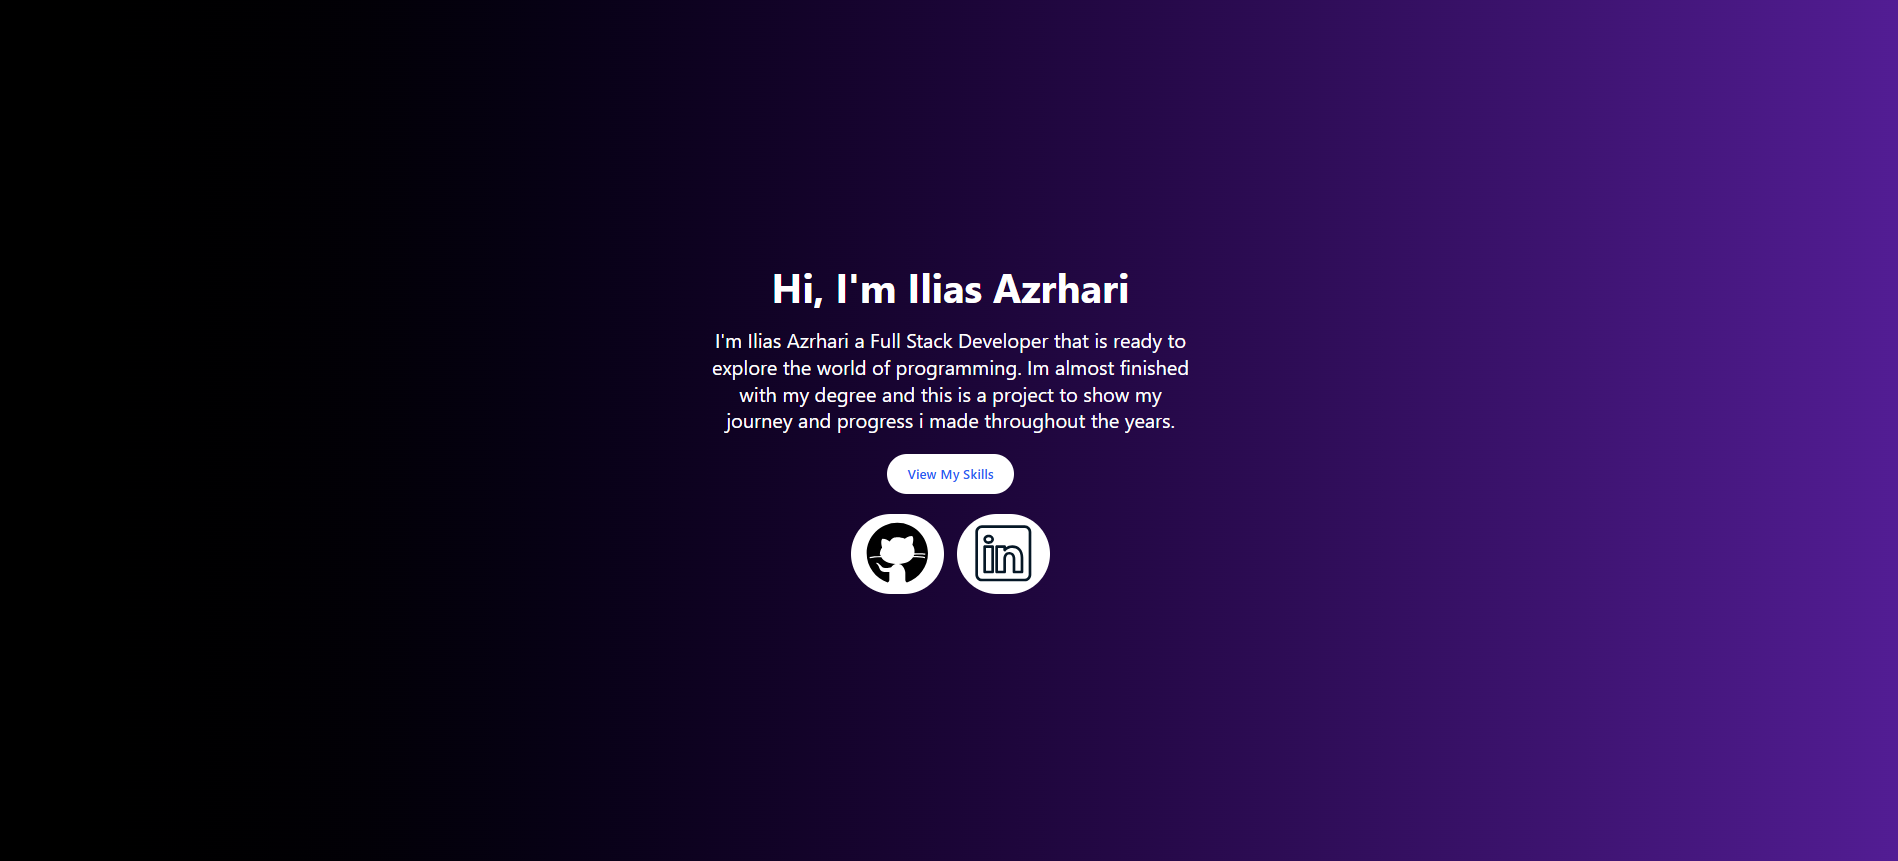 Hi, I'm Ilias Azrhari
I'm Ilias Azrhari a Full Stack Developer that is ready to
explore the world of programming. Im almost finished
with my degree and this is a project to show my
journey and progress i made throughout the years.
View My Skills
in